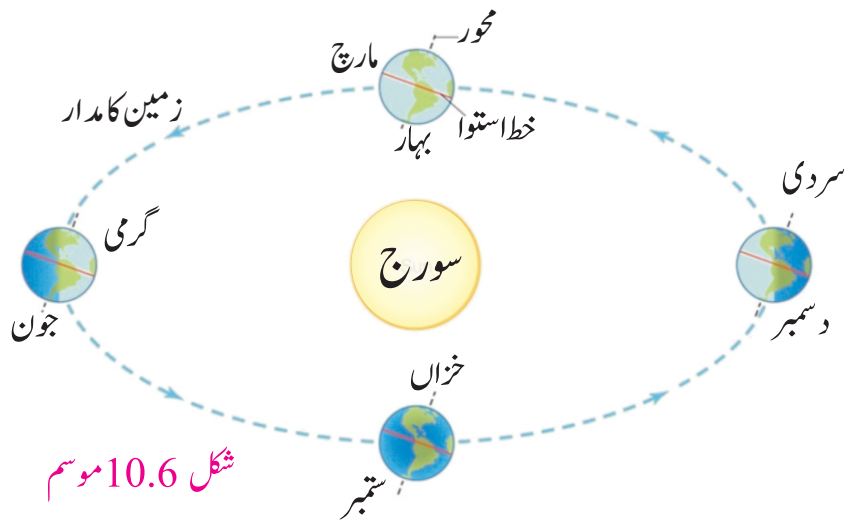 محور
مارچ
زمین کا مدار
خط استوا
بہار
سردی
گرمی
سورج
جون
دسمبر
خزاں
ستمبر
شکل 10.6 موسم